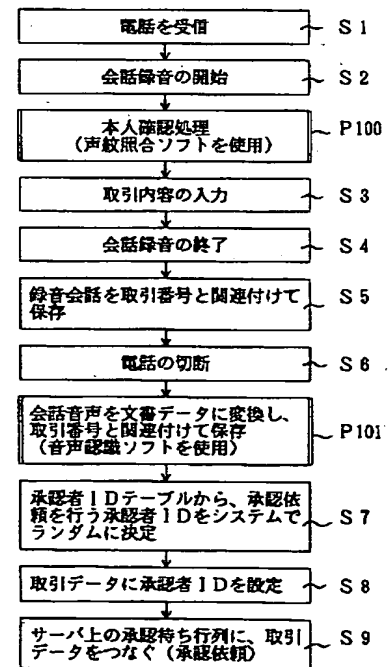 電話を受信
S1
会話録音の開始
S2
本人確認処理
（声紋照合ソフトを使用）
P100
取引内容の入力
S3
会話録音の終了
S4
録音会話を取引番号と関連付けて
保存
S5
電話の切断
S6
会話音声を文書データに変換し、
取引番号と関連付けて保存
（音声認識ソフトを使用）
P101
承認者IDテーブルから、承認依
頼を行う承認者IDをシステムで
ランダムに決定
S7
取引データに承認者IDを設定
S8
サーバ上の承認待ち行列に、取引
データをつなぐ（承認依頼）
S9